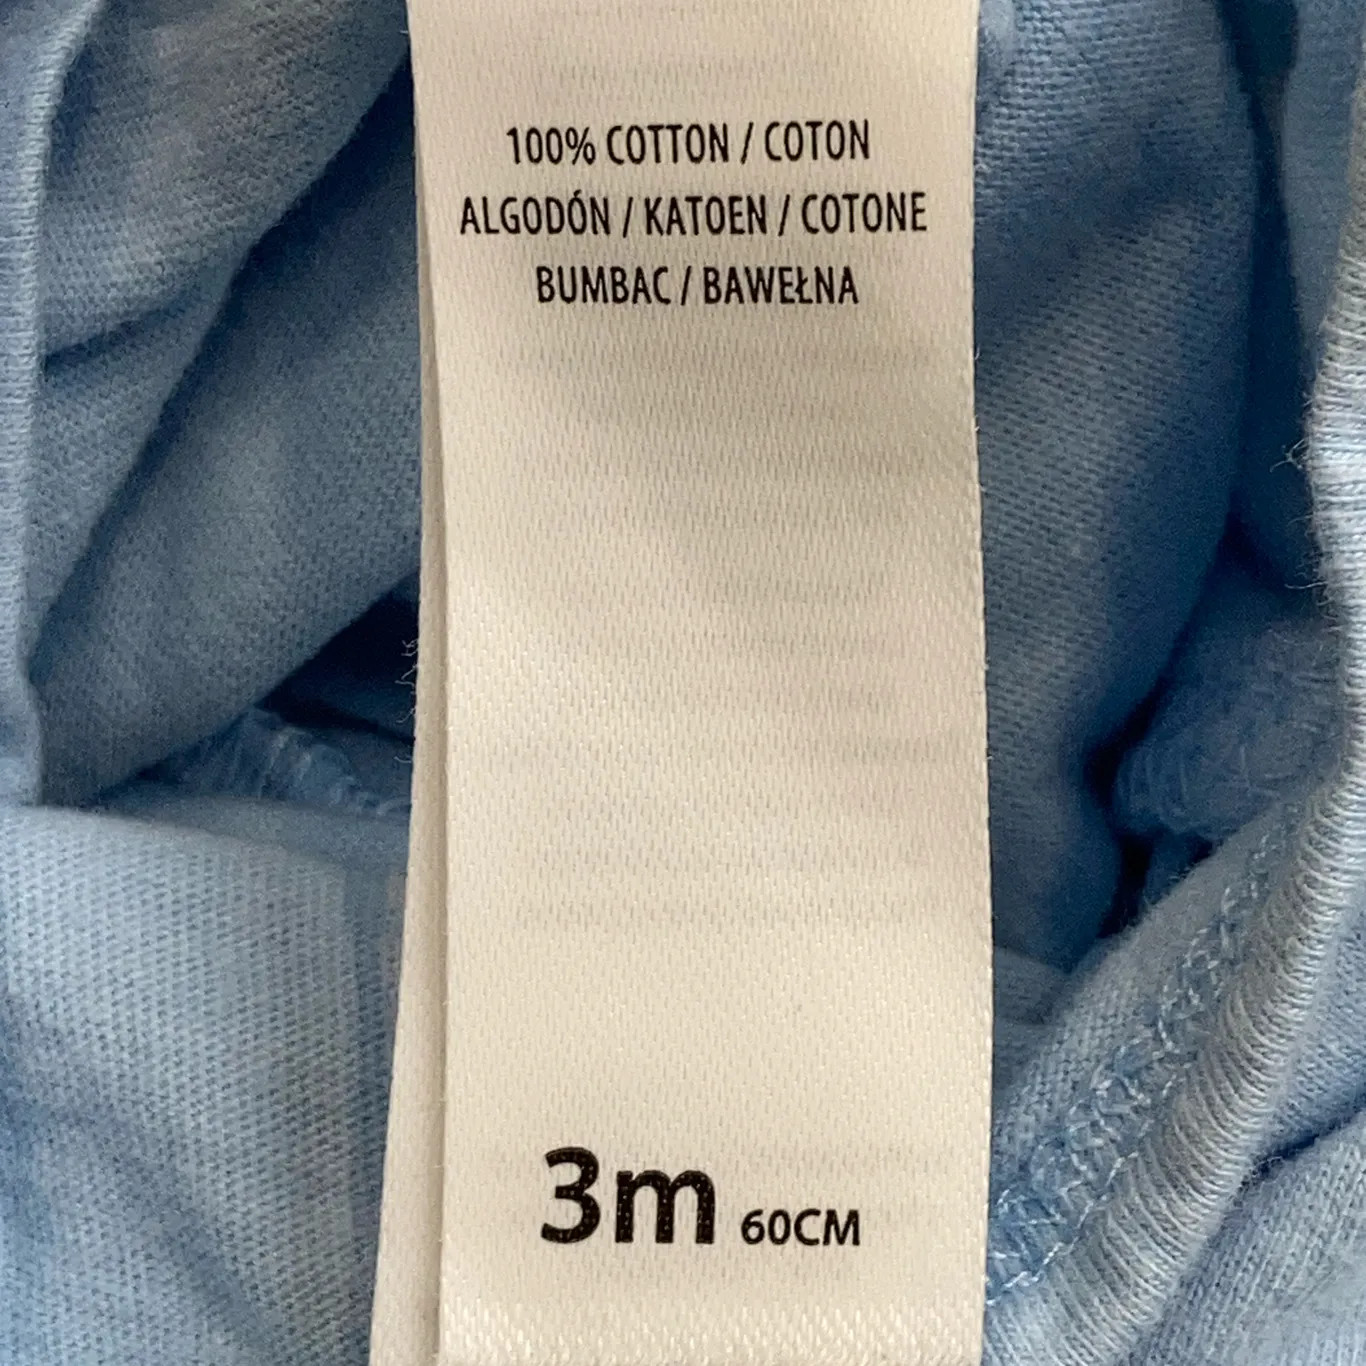 100% COTTON / COTON
ALGODÓN / KATOEN / COTONE
BUMBAC / BAWEŁNA
3m 60CM